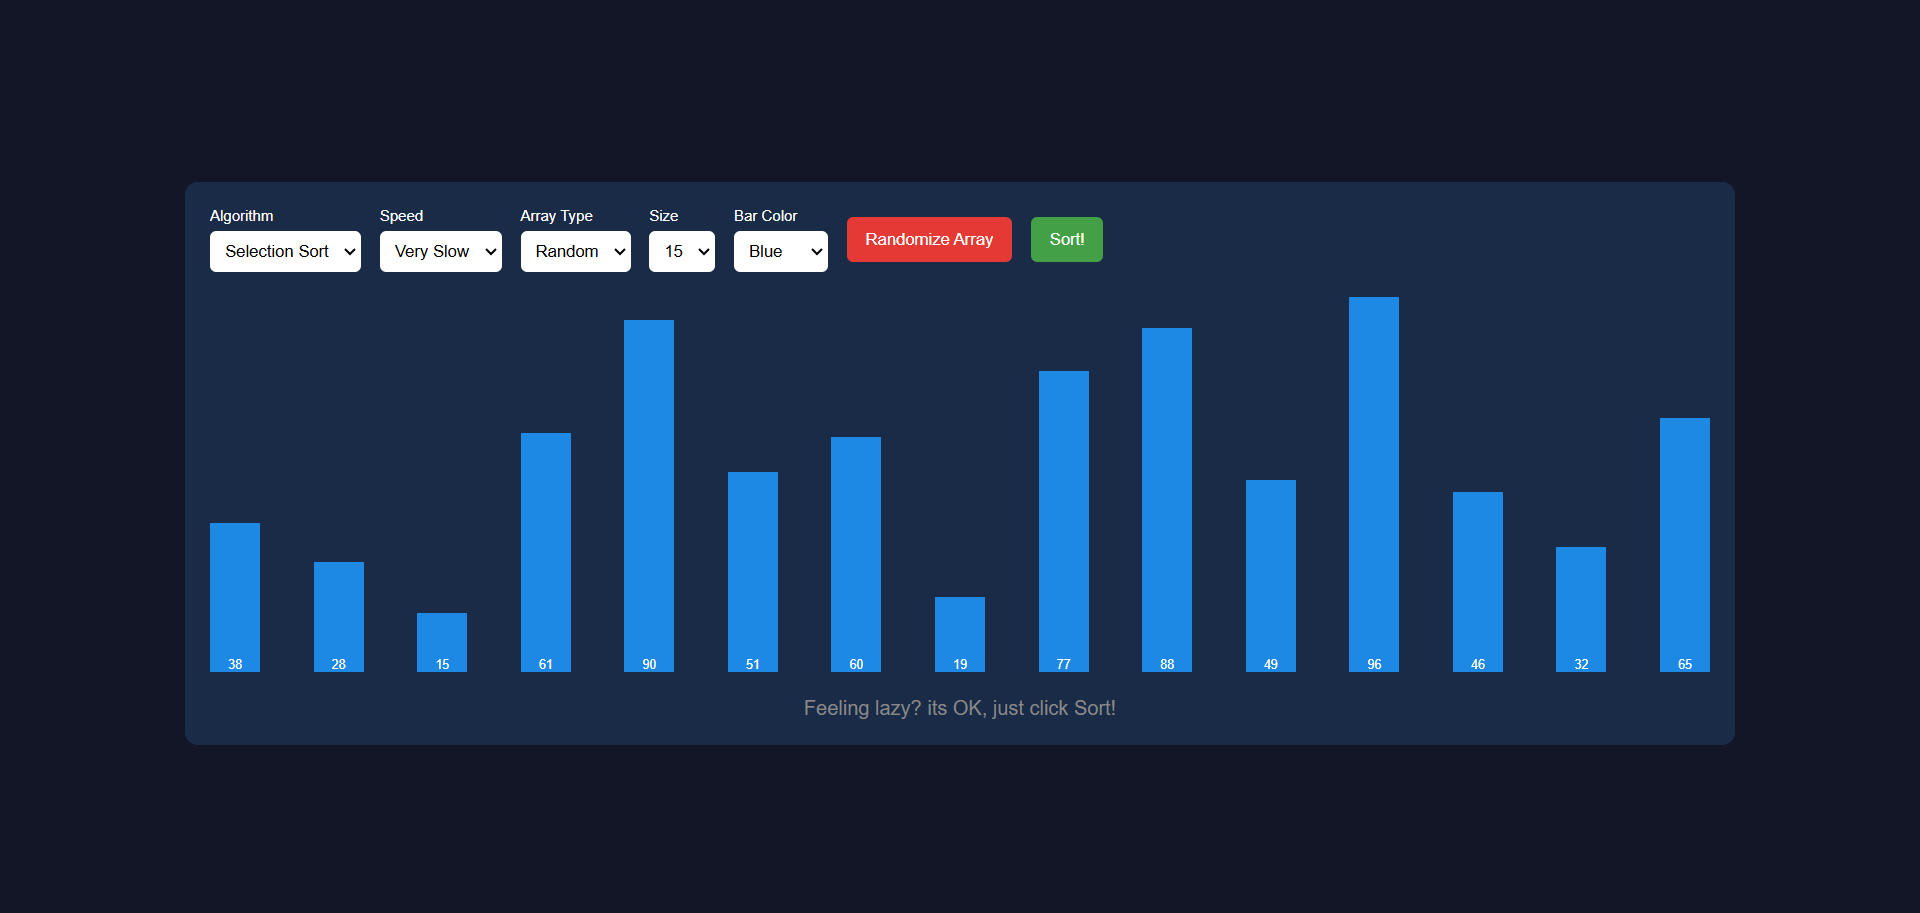 Algorithm Speed Array Type Size Bar Color
Selection Sort Very Slow Random 15 Blue Randomize Array Sort!
38 28 15 61 90 51 60 19 77 88 49 96 46 32 65
Feeling lazy? its OK, just click Sort!